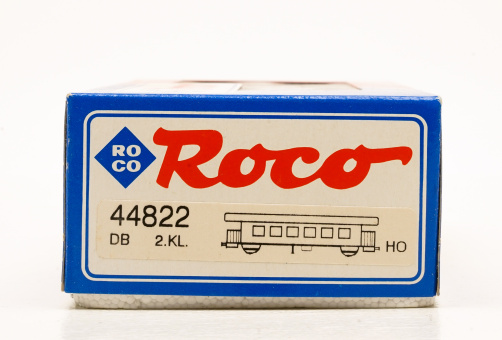 RO
CO
Roco
44822
DB 2.KL.
HO